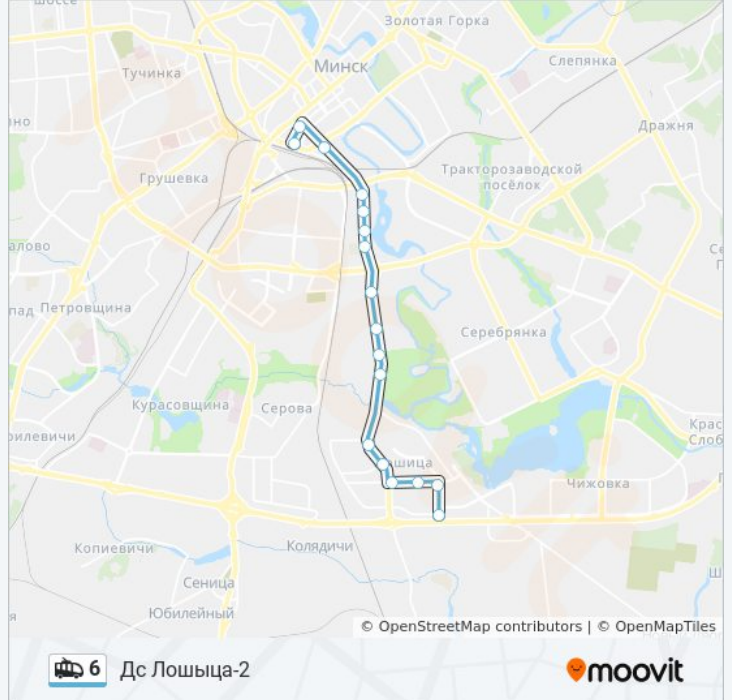 шоссе
Золотая Горка
Минск
Тучинка
Слепянка
Дражня
Тракторозаводской
посёлок
Грушевка
Петровщина
Серебрянка
Курасовщина
Серова
Чижовка
Копиевичи
Колядичи
Сеница
Юбилейный
© OpenStreetMap contributors | © OpenMapTiles
6 Дс Лошыца-2
moovit